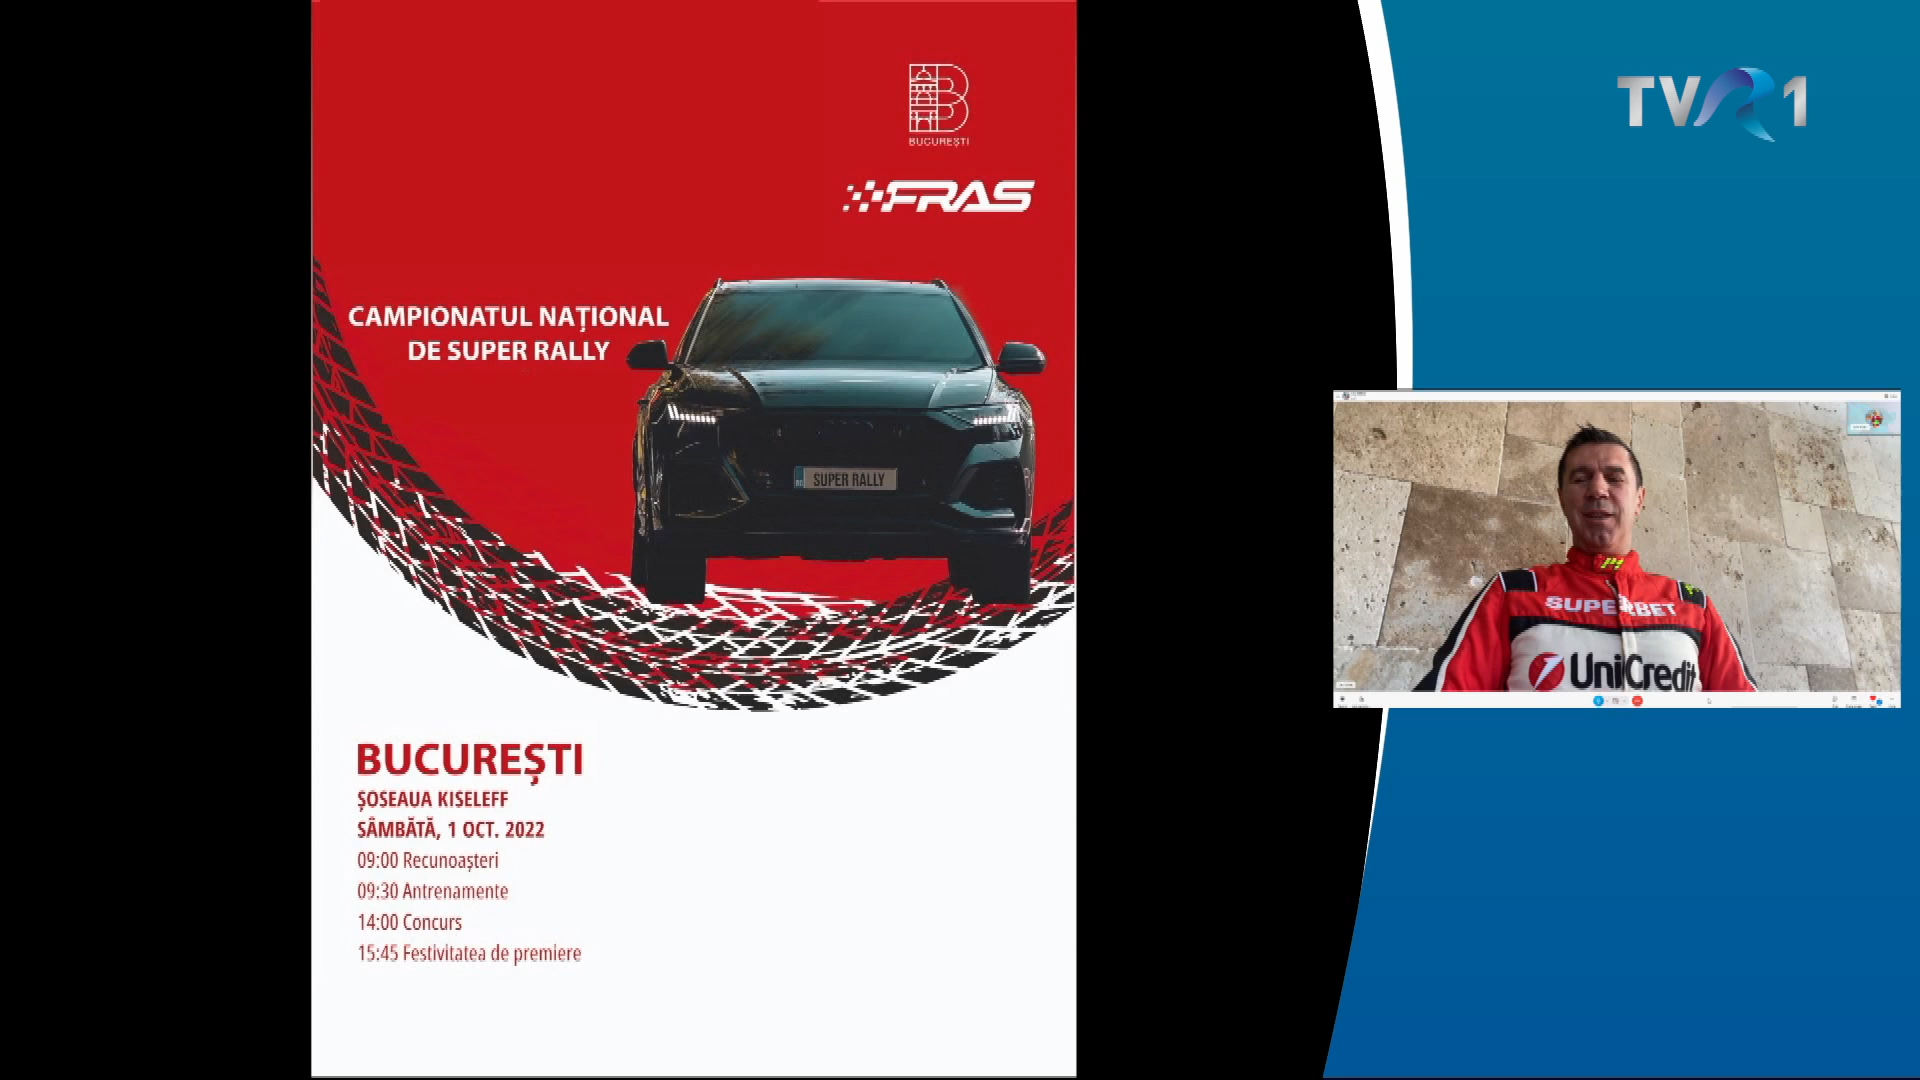 BUCUREȘTI
FRAS
TVR1
CAMPIONATUL NAȚIONAL
DE SUPER RALLY
SUPER RALLY
SUPERBET
UniCredit
BUCUREȘTI
ȘOSEAUA KISELEFF
SÂMBĂTĂ, 1 OCT. 2022
09:00 Recunoașteri
09:30 Antrenamente
14:00 Concurs
15:45 Festivitatea de premiere